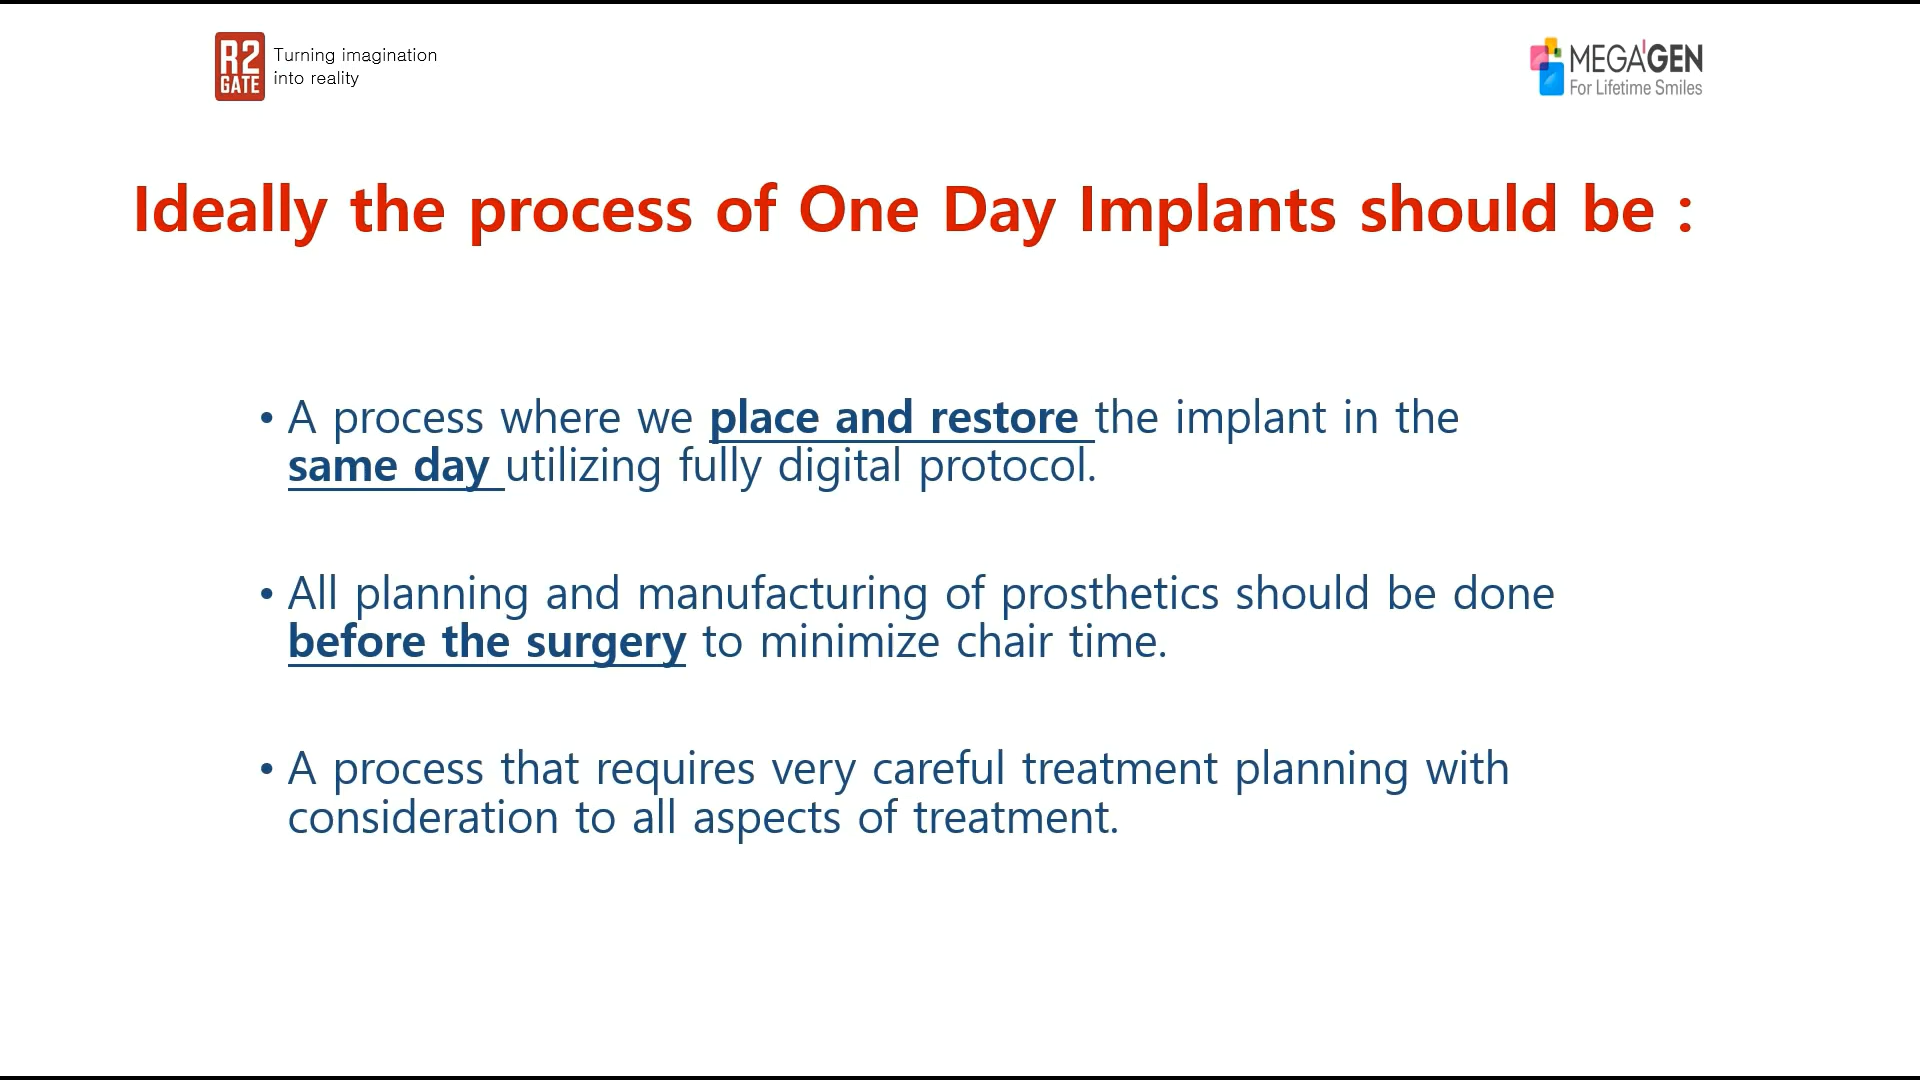 R2
GATE
Turning imagination
into reality
MEGA'GEN
For Lifetime Smiles
Ideally the process of One Day Implants should be :
• A process where we place and restore the implant in the
same day utilizing fully digital protocol.
• All planning and manufacturing of prosthetics should be done
before the surgery to minimize chair time.
• A process that requires very careful treatment planning with
consideration to all aspects of treatment.